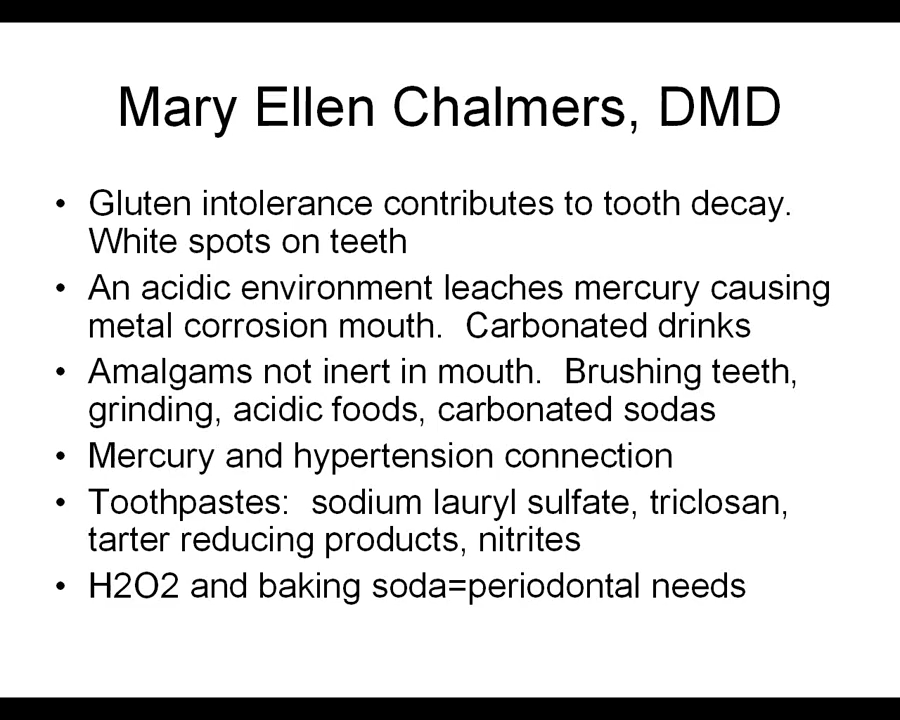 Mary Ellen Chalmers, DMD
• Gluten intolerance contributes to tooth decay.
White spots on teeth
• An acidic environment leaches mercury causing
metal corrosion mouth.  Carbonated drinks
• Amalgams not inert in mouth.  Brushing teeth,
grinding, acidic foods, carbonated sodas
• Mercury and hypertension connection
• Toothpastes:  sodium lauryl sulfate, triclosan,
tarter reducing products, nitrites
• H2O2 and baking soda=periodontal needs